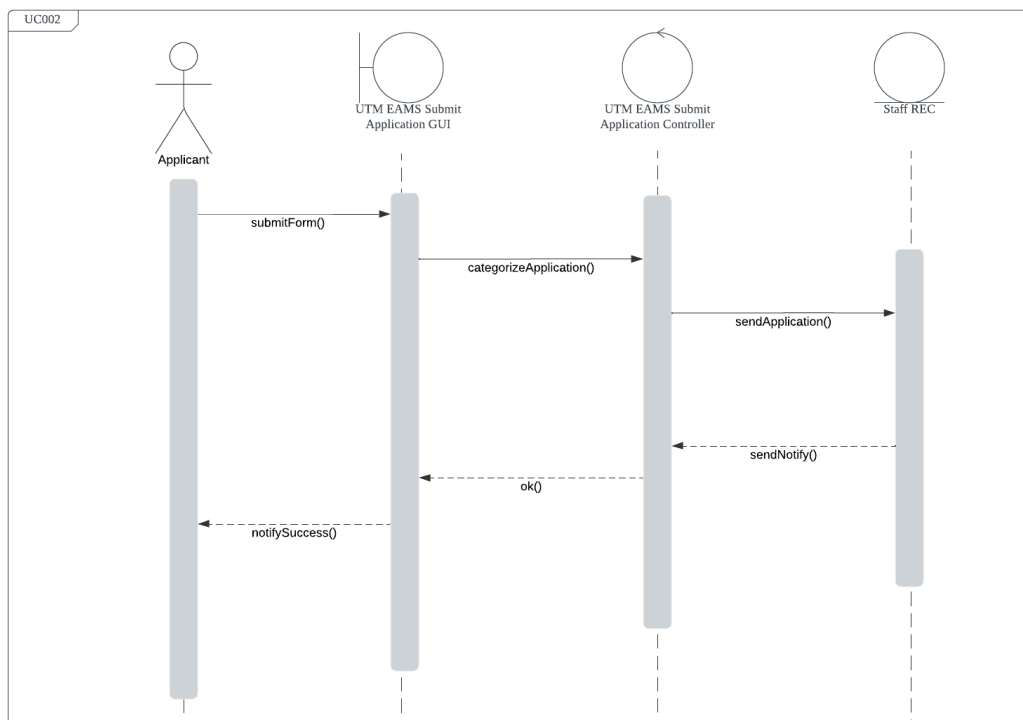 UC002
UTM EAMS Submit
Application GUI
UTM EAMS Submit
Application Controller
Staff REC
Applicant
submitForm()
categorizeApplication()
sendApplication()
sendNotify()
ok()
notifySuccess()